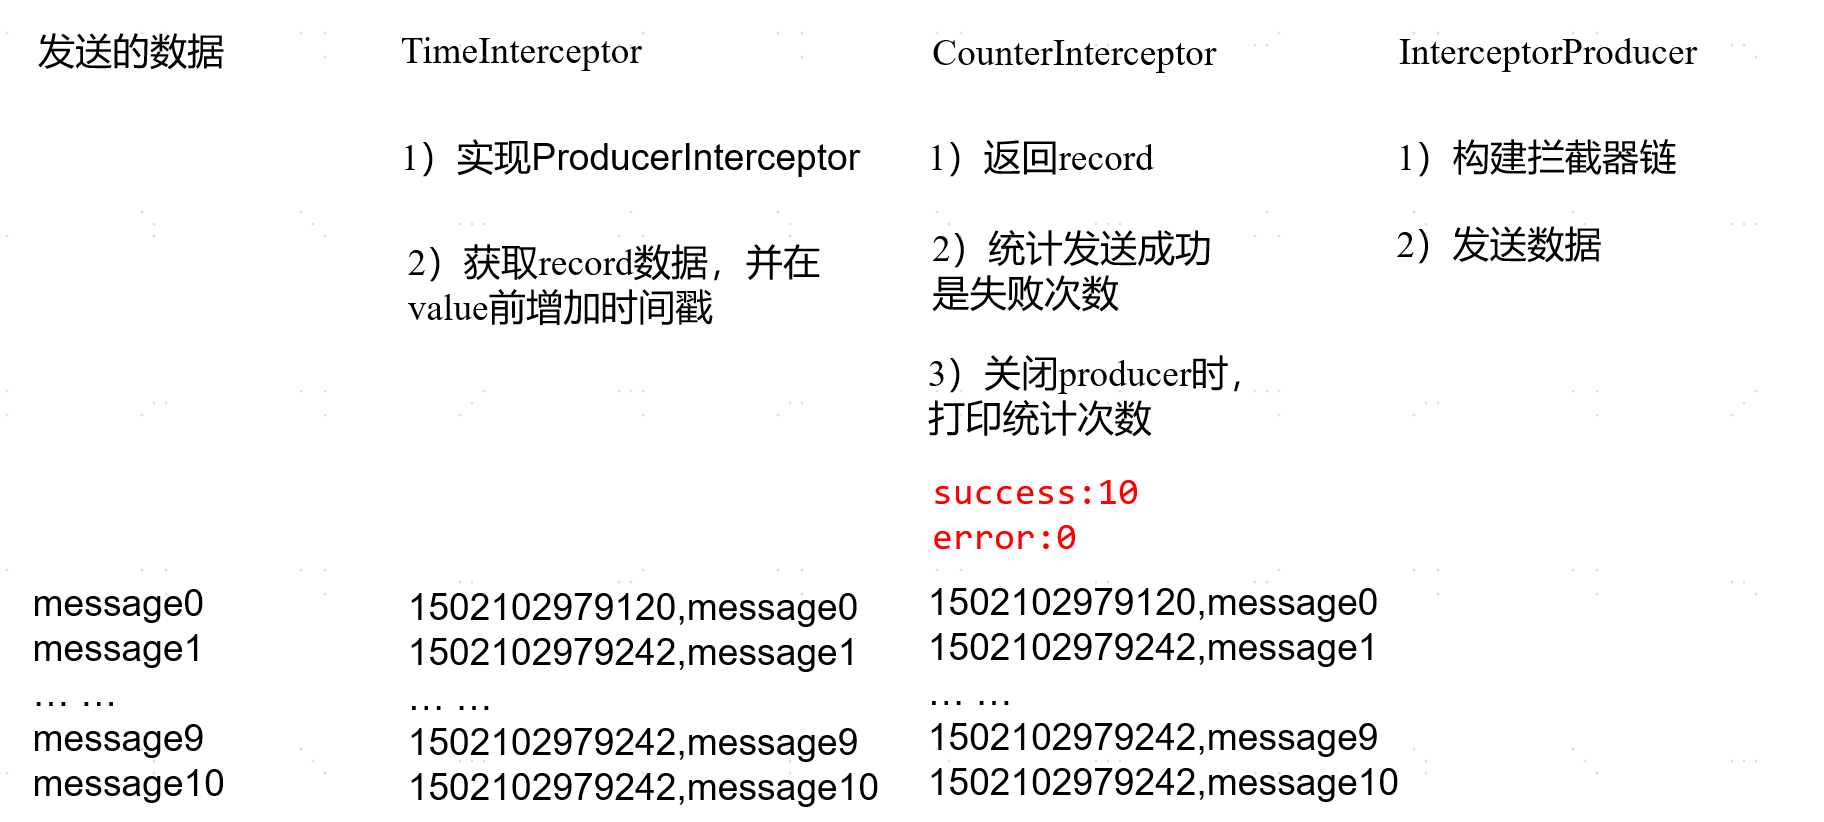 发送的数据
TimeInterceptor
CounterInterceptor
InterceptorProducer
1）实现ProducerInterceptor
2）获取record数据，并在
value前增加时间戳
1）返回record
2）统计发送成功
是失败次数
3）关闭producer时，
打印统计次数
success:10
error:0
1）构建拦截器链
2）发送数据
message0
message1
… …
message9
message10
1502102979120,message0
1502102979242,message1
… …
1502102979242,message9
1502102979242,message10
1502102979120,message0
1502102979242,message1
… …
1502102979242,message9
1502102979242,message10